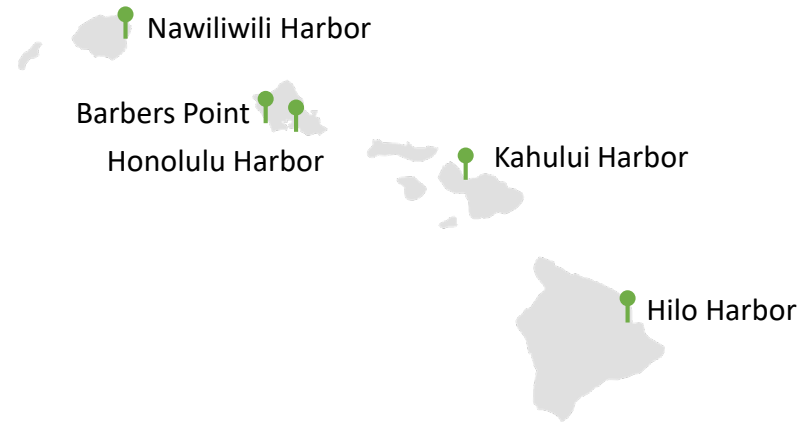 Nawiliwili Harbor
Barbers Point
Honolulu Harbor
Kahului Harbor
Hilo Harbor